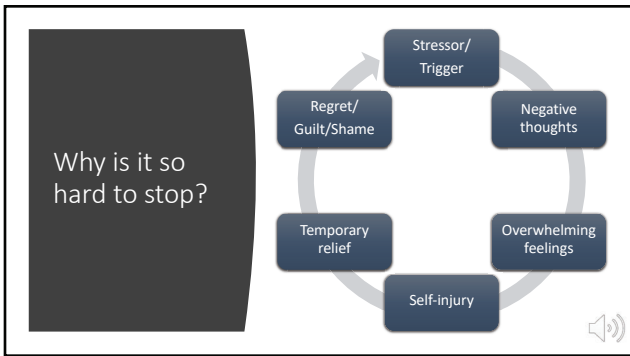 Why is it so
hard to stop?
Stressor/
Trigger
Negative
thoughts
Overwhelming
feelings
Self-injury
Temporary
relief
Regret/
Guilt/Shame